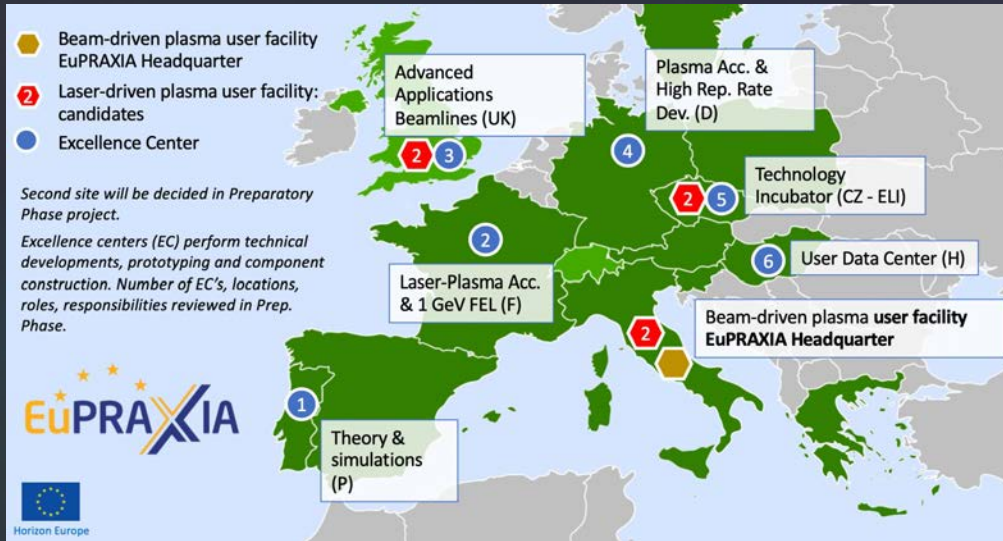 Beam-driven plasma user facility
EuPRAXIA Headquarter
2
Laser-driven plasma user facility:
candidates
Excellence Center
Second site will be decided in Preparatory
Phase project.
Excellence centers (EC) perform technical
developments, prototyping and component
construction. Number of EC's, locations,
roles, responsibilities reviewed in Prep.
Phase.
EuPRAXIA
Horizon Europe
Advanced
Applications
Beamlines (UK)
2
3
Plasma Acc. &
High Rep. Rate
Dev. (D)
4
Technology
Incubator (CZ - ELI)
2
5
2
Laser-Plasma Acc.
& 1 GeV FEL (F)
6
User Data Center (H)
Beam-driven plasma user facility
EuPRAXIA Headquarter
2
1
Theory &
simulations
(P)